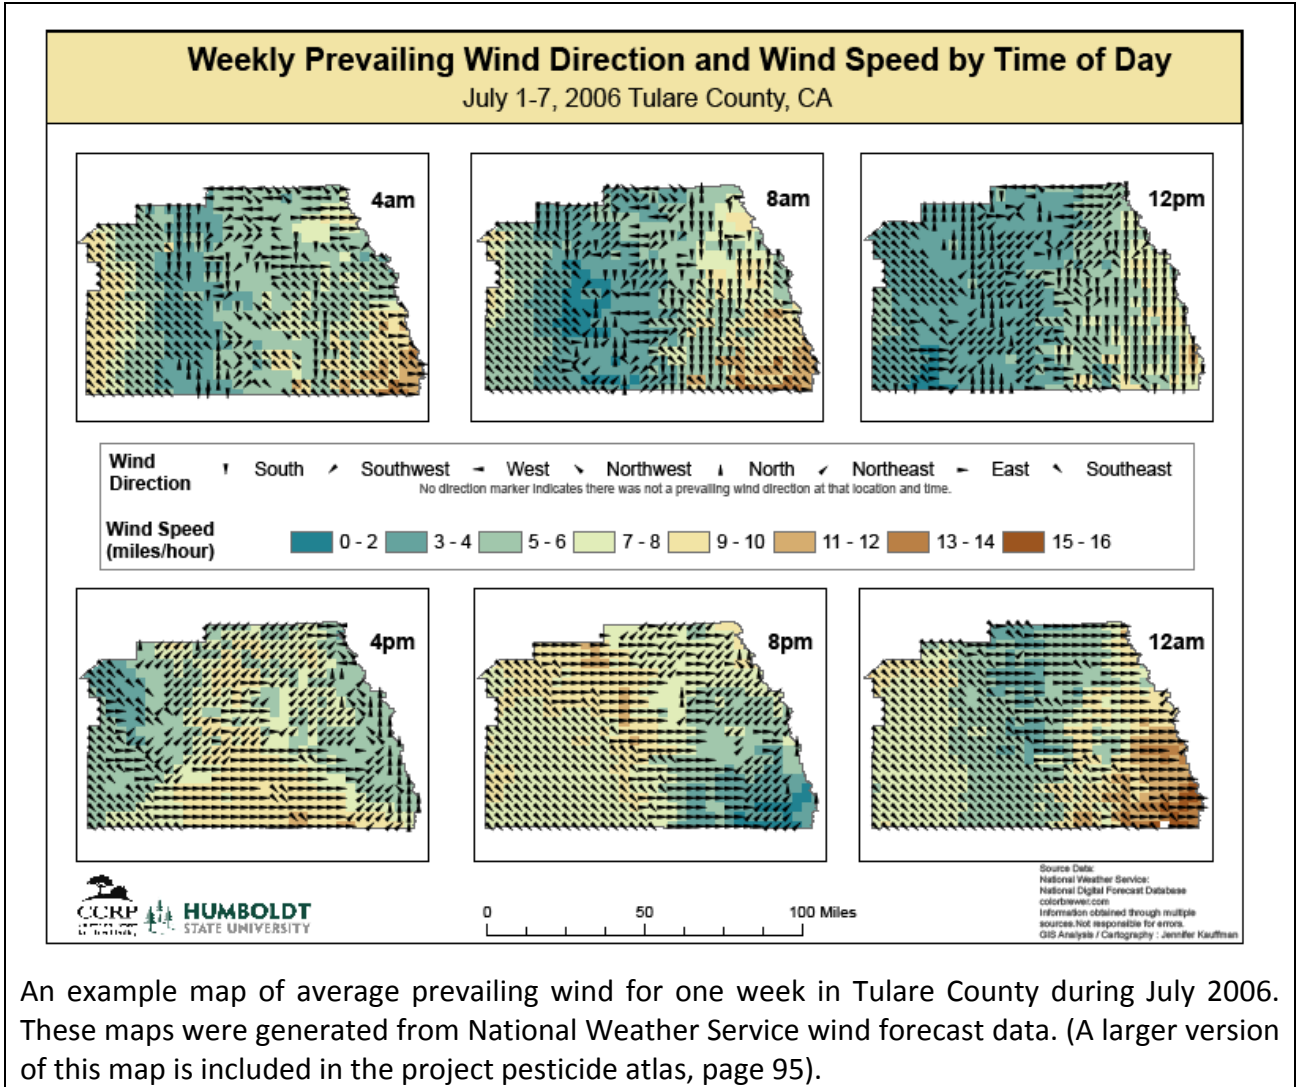 Weekly Prevailing Wind Direction and Wind Speed by Time of Day
July 1-7, 2006 Tulare County, CA
4am
8am
12pm
Wind Direction South Southwest West Northwest North Northeast East Southeast
No direction marker indicates there was not a prevailing wind direction at that location and time.
Wind Speed (miles/hour) 0 - 2 3 - 4 5 - 6 7 - 8 9 - 10 11 - 12 13 - 14 15 - 16
4pm
8pm
12am
CCRP
HUMBOLDT
STATE UNIVERSITY
0 50 100 Miles
Source Data:
National Weather Service:
National Digital Forecast Database
colorbrewer.com
Information obtained through multiple
sources.Not responsible for errors.
GIS Analysis / Cartography : Jennifer Kauffman
An example map of average prevailing wind for one week in Tulare County during July 2006.
These maps were generated from National Weather Service wind forecast data. (A larger version
of this map is included in the project pesticide atlas, page 95).